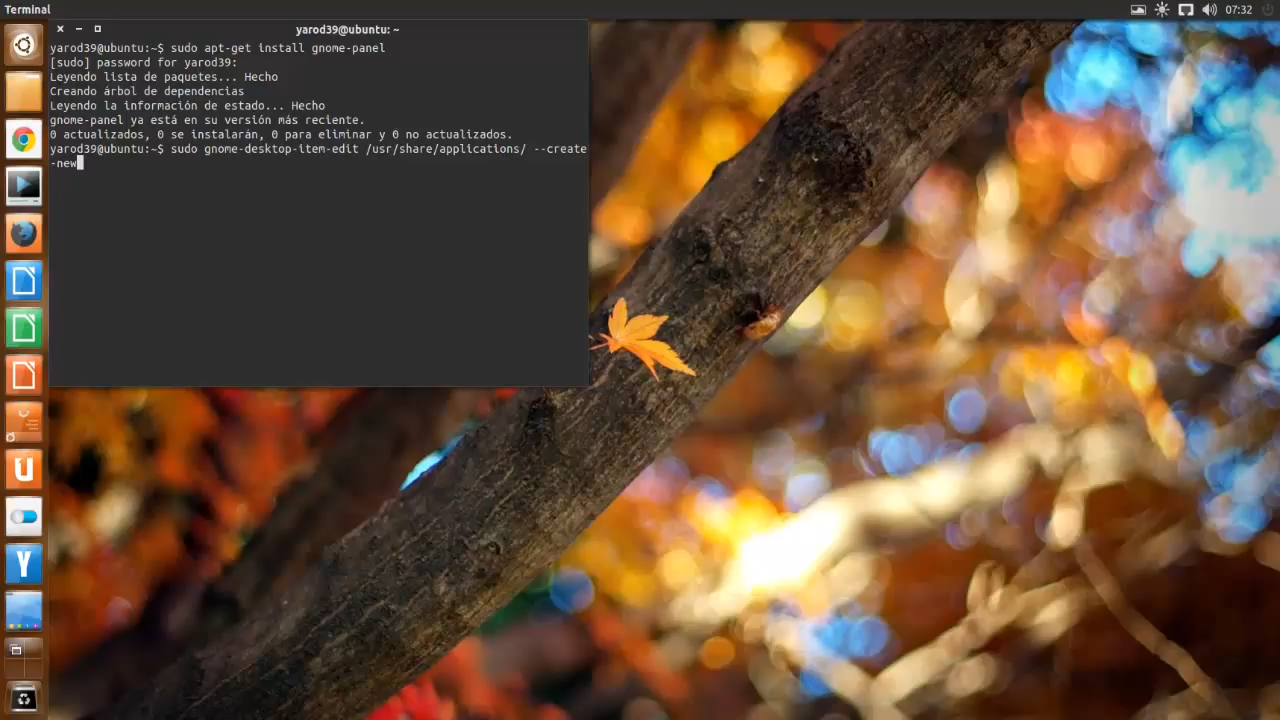 Terminal
07:32
yarod39@ubuntu: ~
yarod39@ubuntu:~$ sudo apt-get install gnome-panel
[sudo] password for yarod39:
Leyendo lista de paquetes... Hecho
Creando árbol de dependencias
Leyendo la información de estado... Hecho
gnome-panel ya está en su versión más reciente.
0 actualizados, 0 se instalarán, 0 para eliminar y 0 no actualizados.
yarod39@ubuntu:~$ sudo gnome-desktop-item-edit /usr/share/applications/ --create
-new